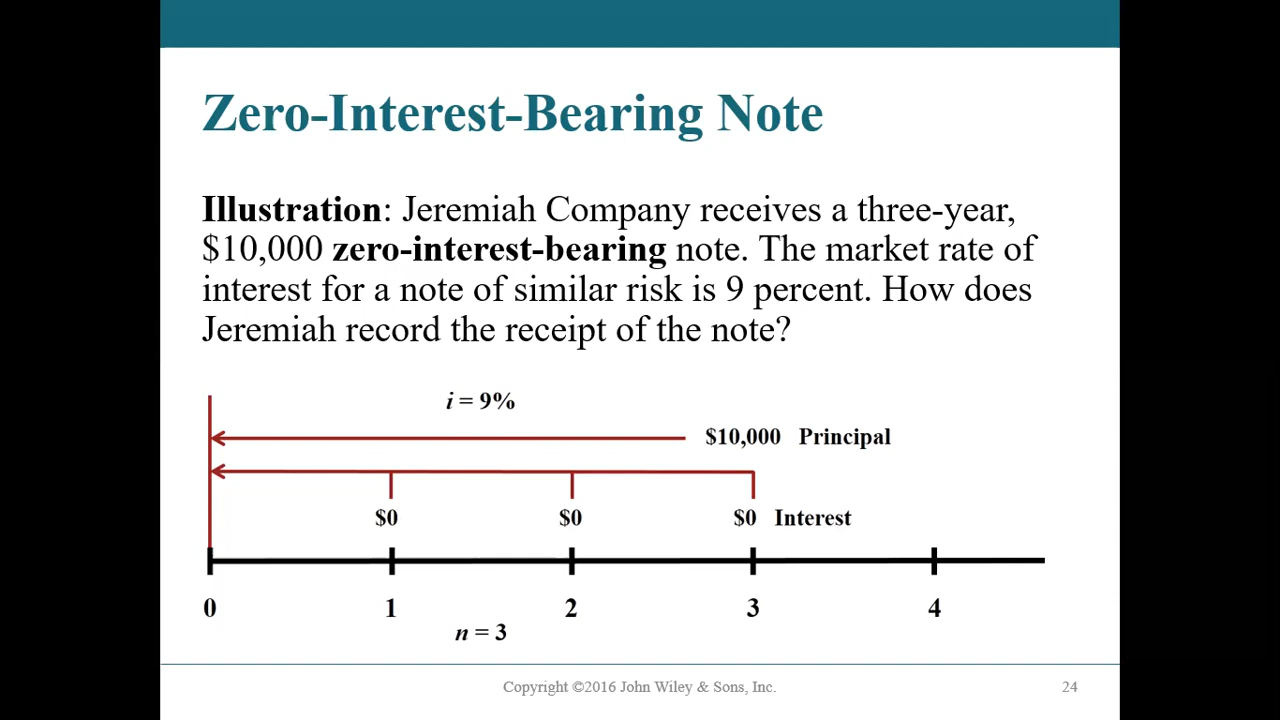 Zero-Interest-Bearing Note
Illustration: Jeremiah Company receives a three-year,
$10,000 zero-interest-bearing note. The market rate of
interest for a note of similar risk is 9 percent. How does
Jeremiah record the receipt of the note?
i = 9%
$10,000 Principal
$0 $0 $0 Interest
0 1 2 3 4
n = 3
Copyright ©2016 John Wiley & Sons, Inc. 24